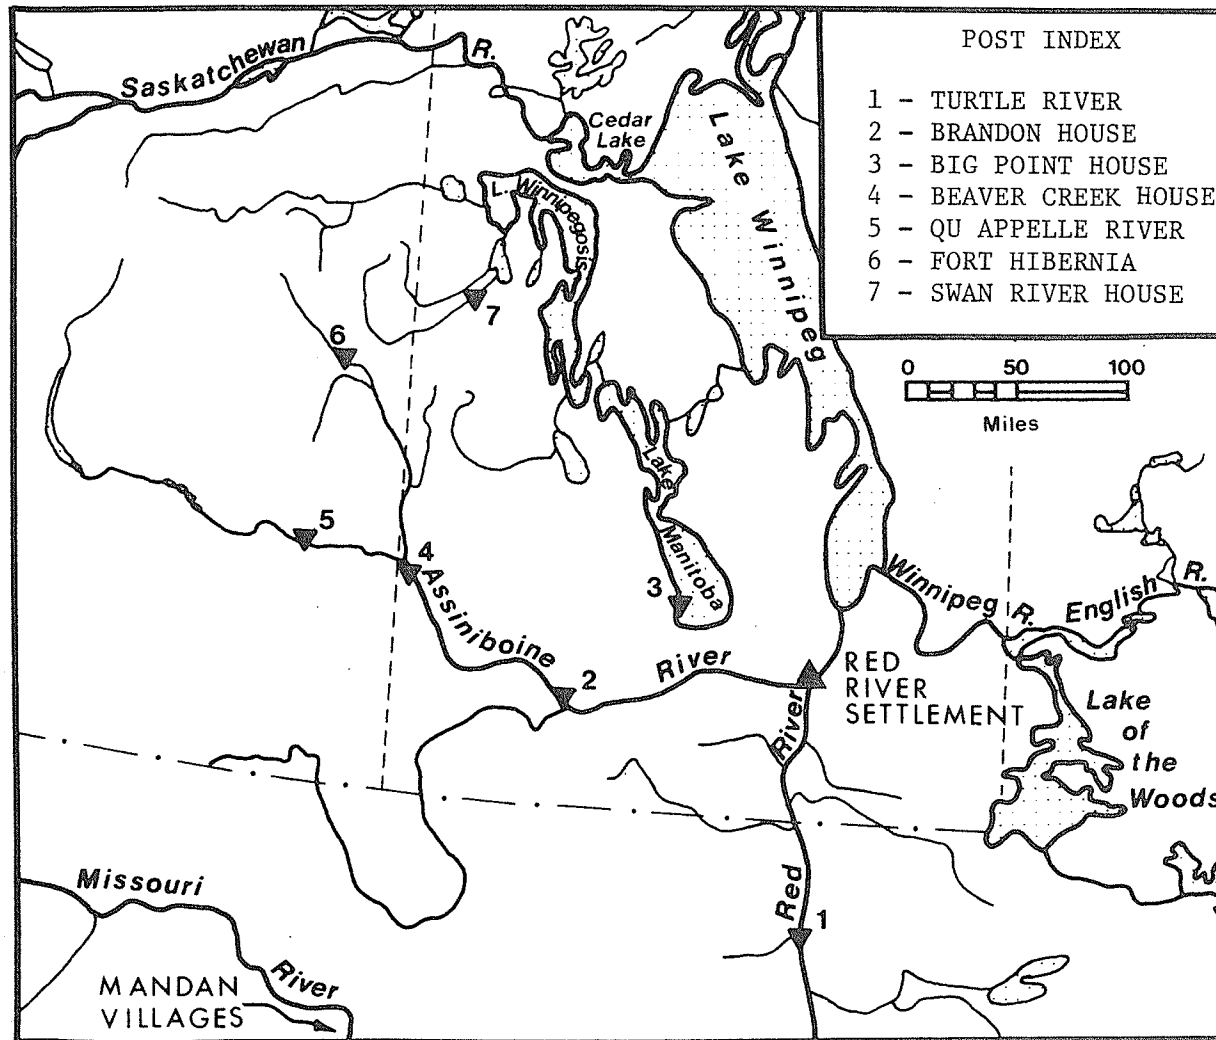 POST INDEX
1 - TURTLE RIVER
2 - BRANDON HOUSE
3 - BIG POINT HOUSE
4 - BEAVER CREEK HOUSE
5 - QU APPELLE RIVER
6 - FORT HIBERNIA
7 - SWAN RIVER HOUSE
Saskatchewan R.
Cedar
Lake
Lake Winnipeg
L. Winnipegosis
7
6
0 50 100
Miles
Lake Manitoba
5
4
3
Assiniboine River
2
Winnipeg R.
English R.
RED
RIVER
SETTLEMENT
Lake
of
the
Woods
Red River
1
Missouri River
MANDAN
VILLAGES